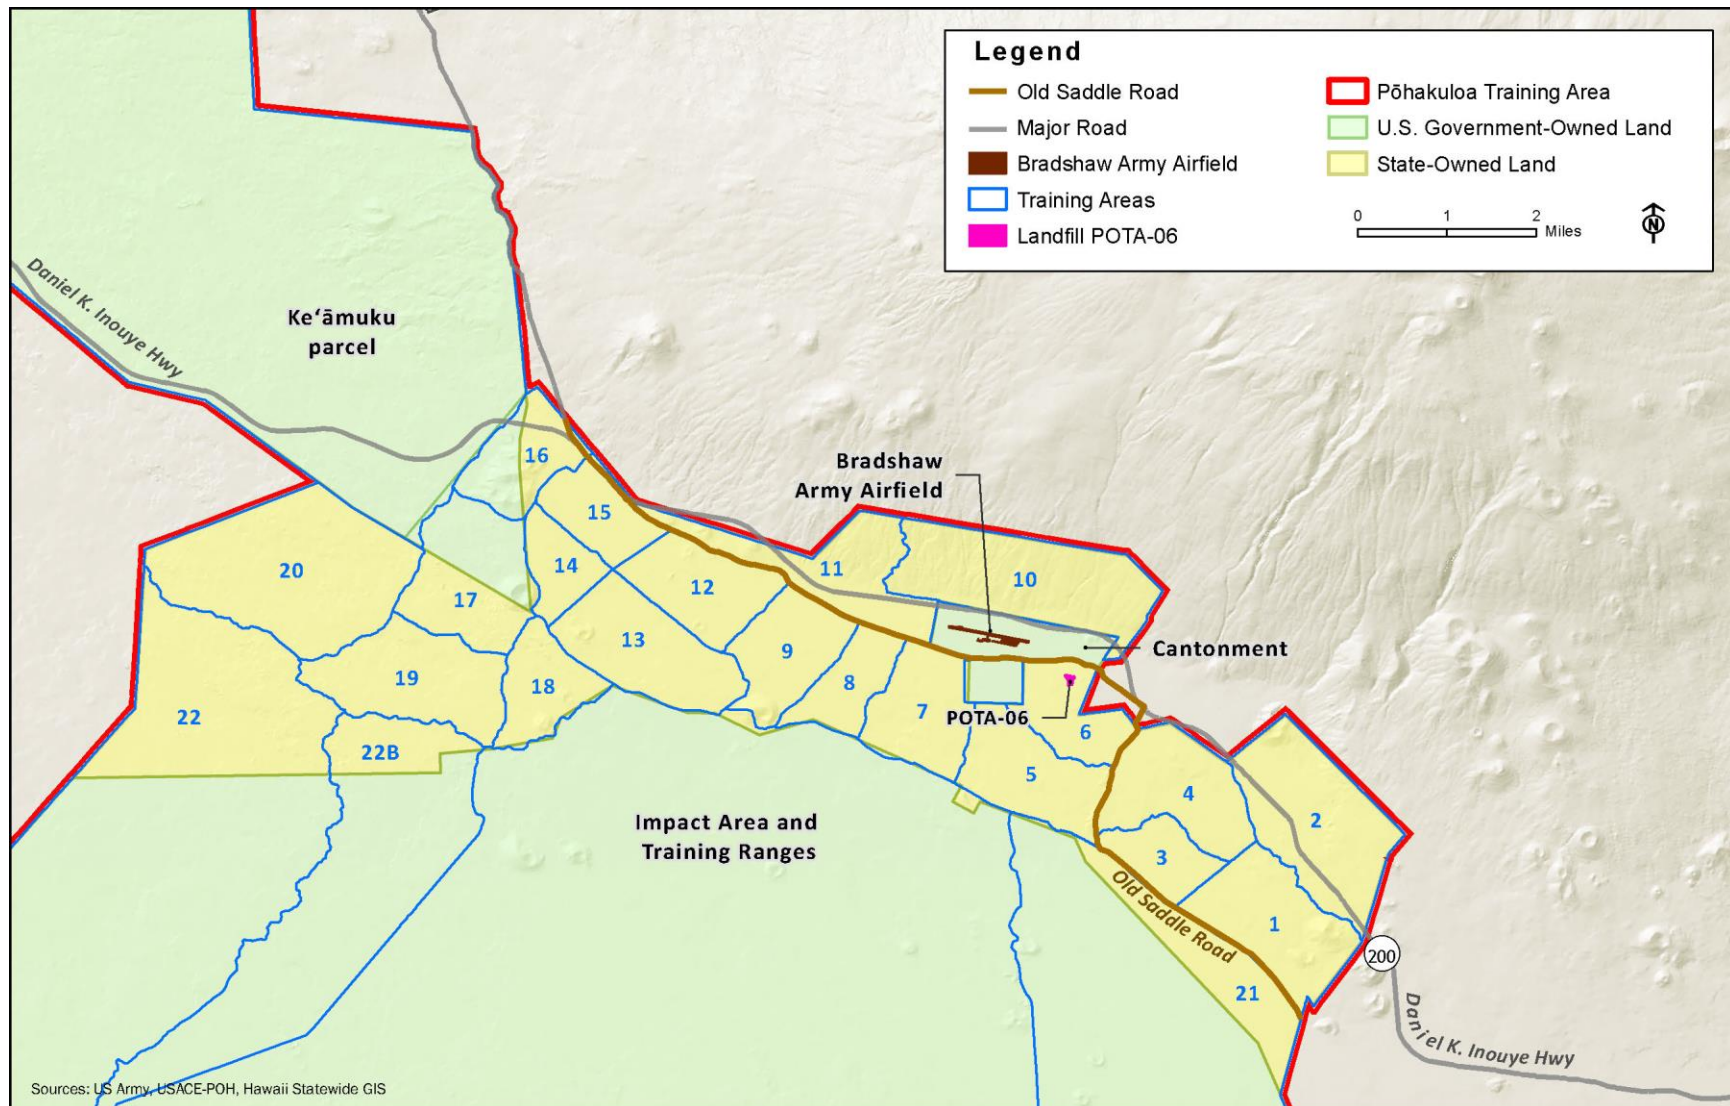 Legend
Old Saddle Road
Major Road
Bradshaw Army Airfield
Training Areas
Landfill POTA-06
Pōhakuloa Training Area
U.S. Government-Owned Land
State-Owned Land
0 1 2
Miles
N
Daniel K. Inouye Hwy
Keʻāmuku
parcel
Bradshaw
Army Airfield
16
15
20
14
12
11
10
17
13
9
Cantonment
19
18
8
22
7
POTA-06
6
22B
5
4
2
Impact Area and
Training Ranges
3
Old Saddle Road
1
200
21
Daniel K. Inouye Hwy
Sources: US Army, USACE-POH, Hawaii Statewide GIS